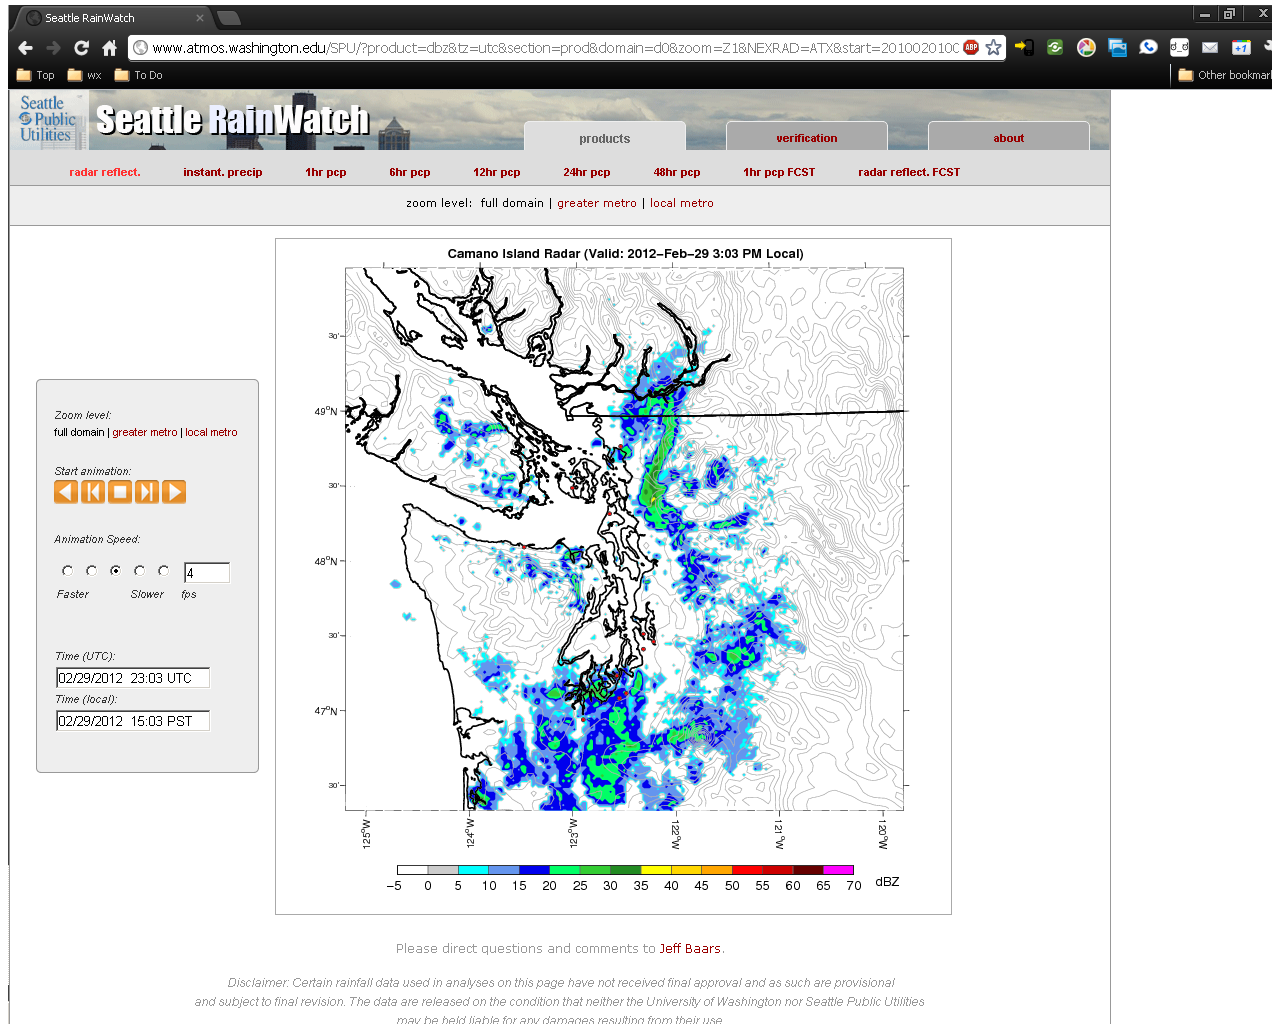 Seattle RainWatch
www.atmos.washington.edu/SPU/?product=dbz&tz=utc&section=prod&domain=d0&zoom=Z1&NEXRAD=ATX&start=201002010
ABP
Top wx To Do
Other bookmar
Seattle
Public
Utilities
Seattle RainWatch
products verification about
radar reflect. instant. precip 1hr pcp 6hr pcp 12hr pcp 24hr pcp 48hr pcp 1hr pcp FCST radar reflect. FCST
zoom level: full domain | greater metro | local metro
Camano Island Radar (Valid: 2012-Feb-29 3:03 PM Local)
30'
49°N
30'
48°N
30'
47°N
30'
125°W 124°W 123°W 122°W 121°W 120°W
-5 0 5 10 15 20 25 30 35 40 45 50 55 60 65 70 dBZ
Zoom level:
full domain | greater metro | local metro
Start animation:
Animation Speed:
4
Faster Slower fps
Time (UTC):
02/29/2012 23:03 UTC
Time (local):
02/29/2012 15:03 PST
Please direct questions and comments to Jeff Baars.
Disclaimer: Certain rainfall data used in analyses on this page have not received final approval and as such are provisional
and subject to final revision. The data are released on the condition that neither the University of Washington nor Seattle Public Utilities
may be held liable for any damages resulting from their use.